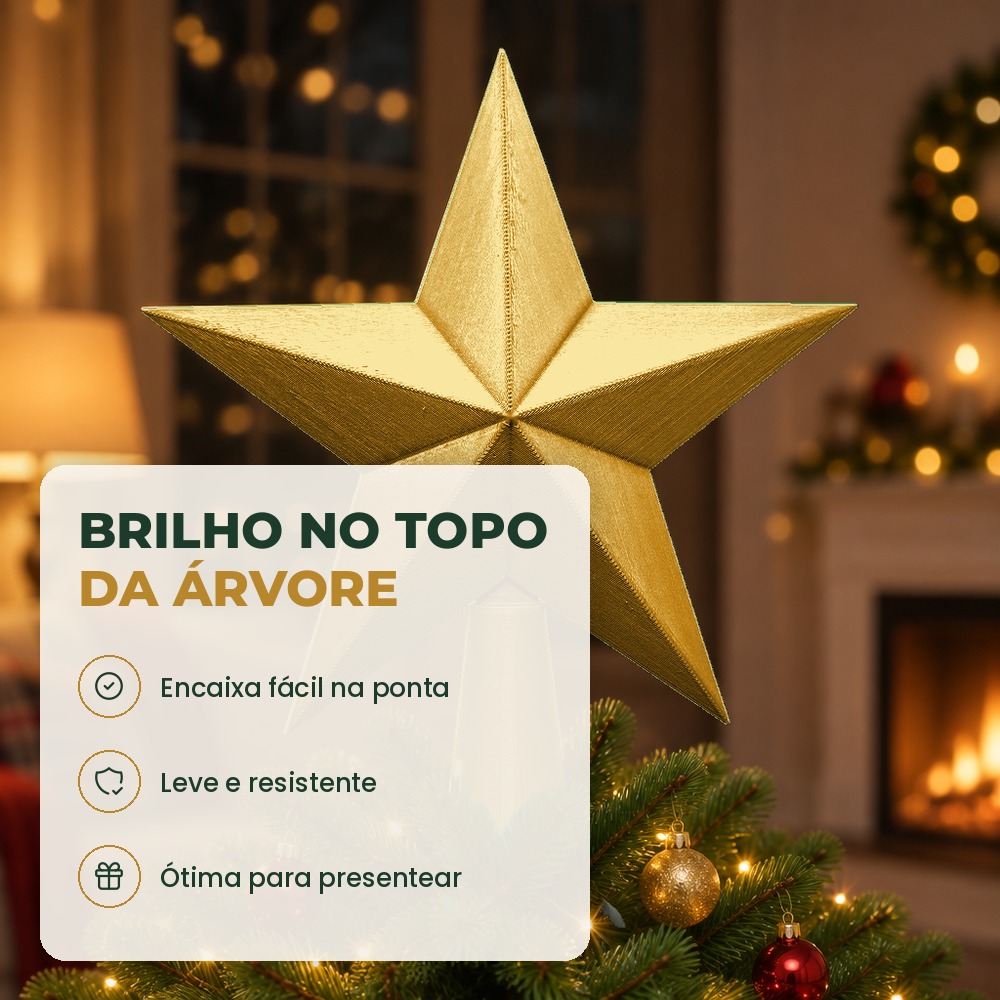 BRILHO NO TOPO
DA ÁRVORE
Encaixa fácil na ponta
Leve e resistente
Ótima para presentear